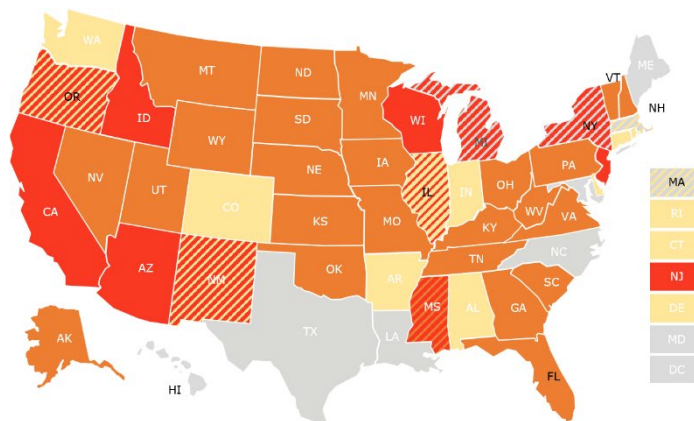 WA
ME
VT
MT
ND
OR
MN
NH
ID
WI
SD
NY
MI
WY
MA
IA
PA
NE
RI
NV
OH
IL
IN
UT
CT
CO
WV
CA
VA
KS
MO
KY
NJ
NC
TN
DE
AZ
OK
NM
AR
SC
MD
MS
AL
GA
AK
TX
LA
DC
FL
HI